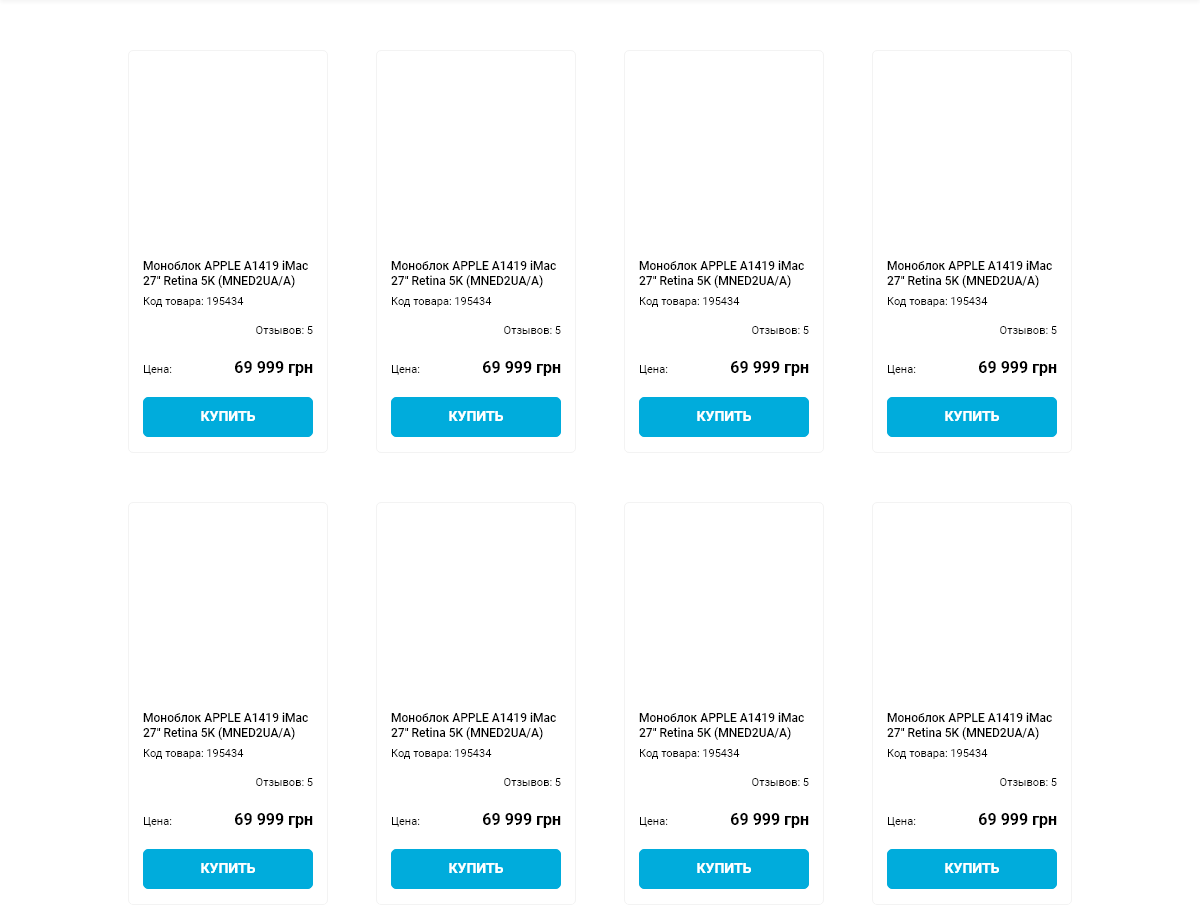 Моноблок APPLE A1419 iMac
27" Retina 5K (MNED2UA/A)
Код товара: 195434
Отзывов: 5
Цена: 69 999 грн
КУПИТЬ
Моноблок APPLE A1419 iMac
27" Retina 5K (MNED2UA/A)
Код товара: 195434
Отзывов: 5
Цена: 69 999 грн
КУПИТЬ
Моноблок APPLE A1419 iMac
27" Retina 5K (MNED2UA/A)
Код товара: 195434
Отзывов: 5
Цена: 69 999 грн
КУПИТЬ
Моноблок APPLE A1419 iMac
27" Retina 5K (MNED2UA/A)
Код товара: 195434
Отзывов: 5
Цена: 69 999 грн
КУПИТЬ
Моноблок APPLE A1419 iMac
27" Retina 5K (MNED2UA/A)
Код товара: 195434
Отзывов: 5
Цена: 69 999 грн
КУПИТЬ
Моноблок APPLE A1419 iMac
27" Retina 5K (MNED2UA/A)
Код товара: 195434
Отзывов: 5
Цена: 69 999 грн
КУПИТЬ
Моноблок APPLE A1419 iMac
27" Retina 5K (MNED2UA/A)
Код товара: 195434
Отзывов: 5
Цена: 69 999 грн
КУПИТЬ
Моноблок APPLE A1419 iMac
27" Retina 5K (MNED2UA/A)
Код товара: 195434
Отзывов: 5
Цена: 69 999 грн
КУПИТЬ